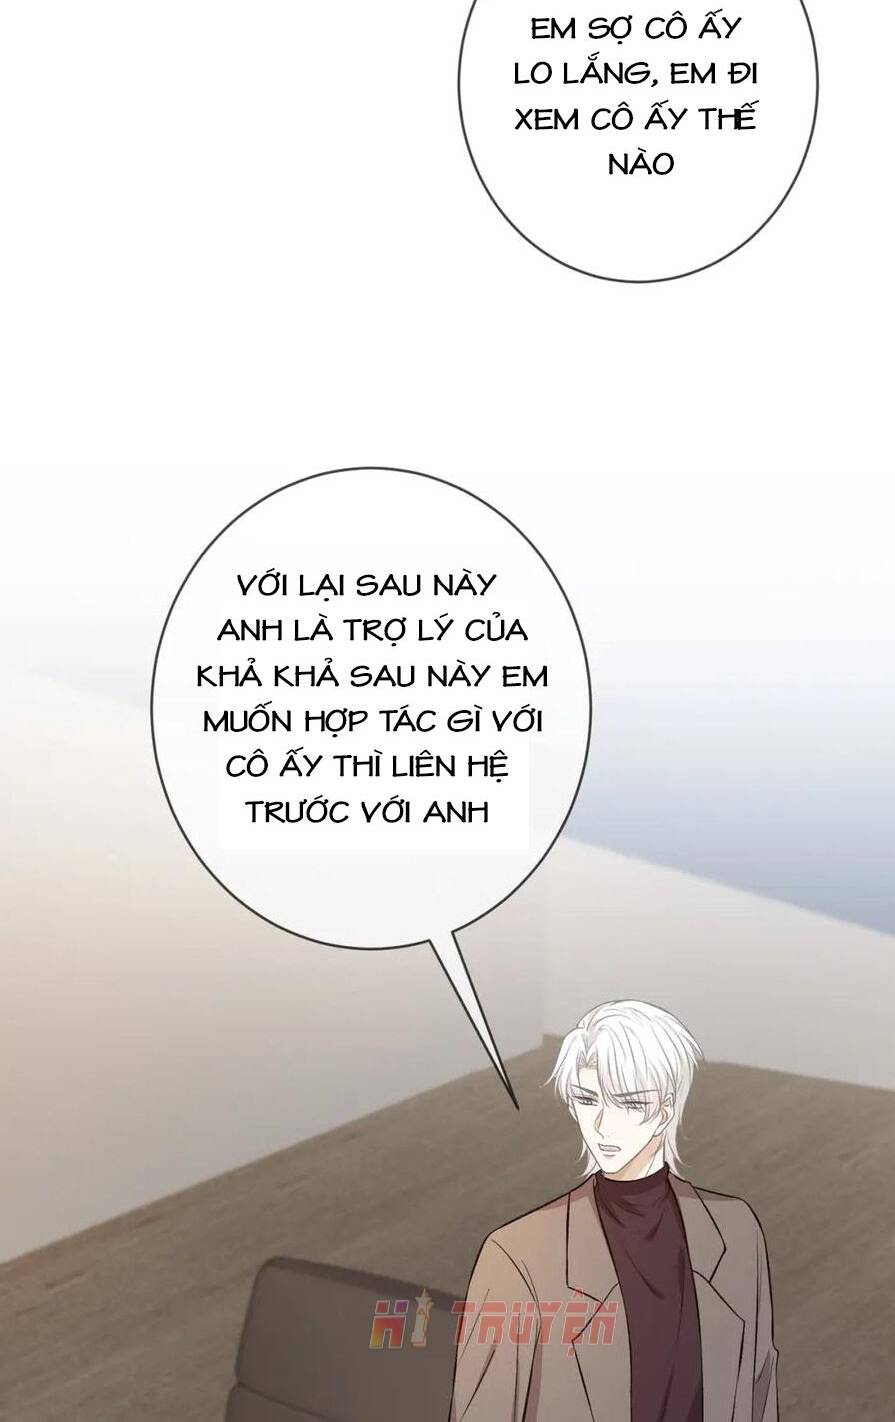 EM SỢ CÔ ẤY
LO LẮNG, EM ĐI
XEM CÔ ẤY THẾ
NÀO
VỚI LẠI SAU NÀY
ANH LÀ TRỢ LÝ CỦA
KHẢ KHẢ SAU NÀY EM
MUỐN HỢP TÁC GÌ VỚI
CÔ ẤY THÌ LIÊN HỆ
TRƯỚC VỚI ANH
HI TRUYỆN